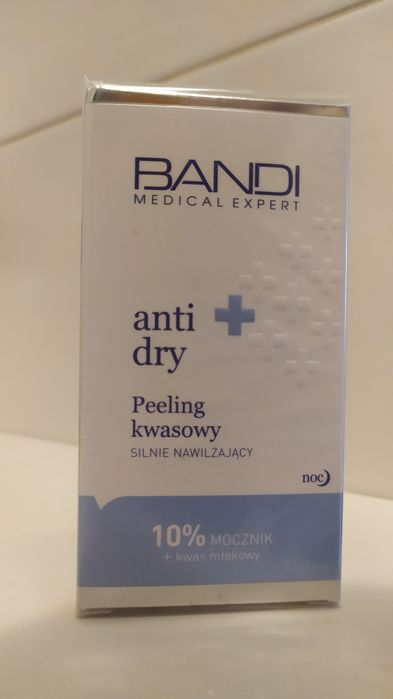 BANDI
MEDICAL EXPERT
anti
dry
Peeling
kwasowy
SILNIE NAWILŻAJĄCY
noc
10% MOCZNIK
+ kwas mlekowy